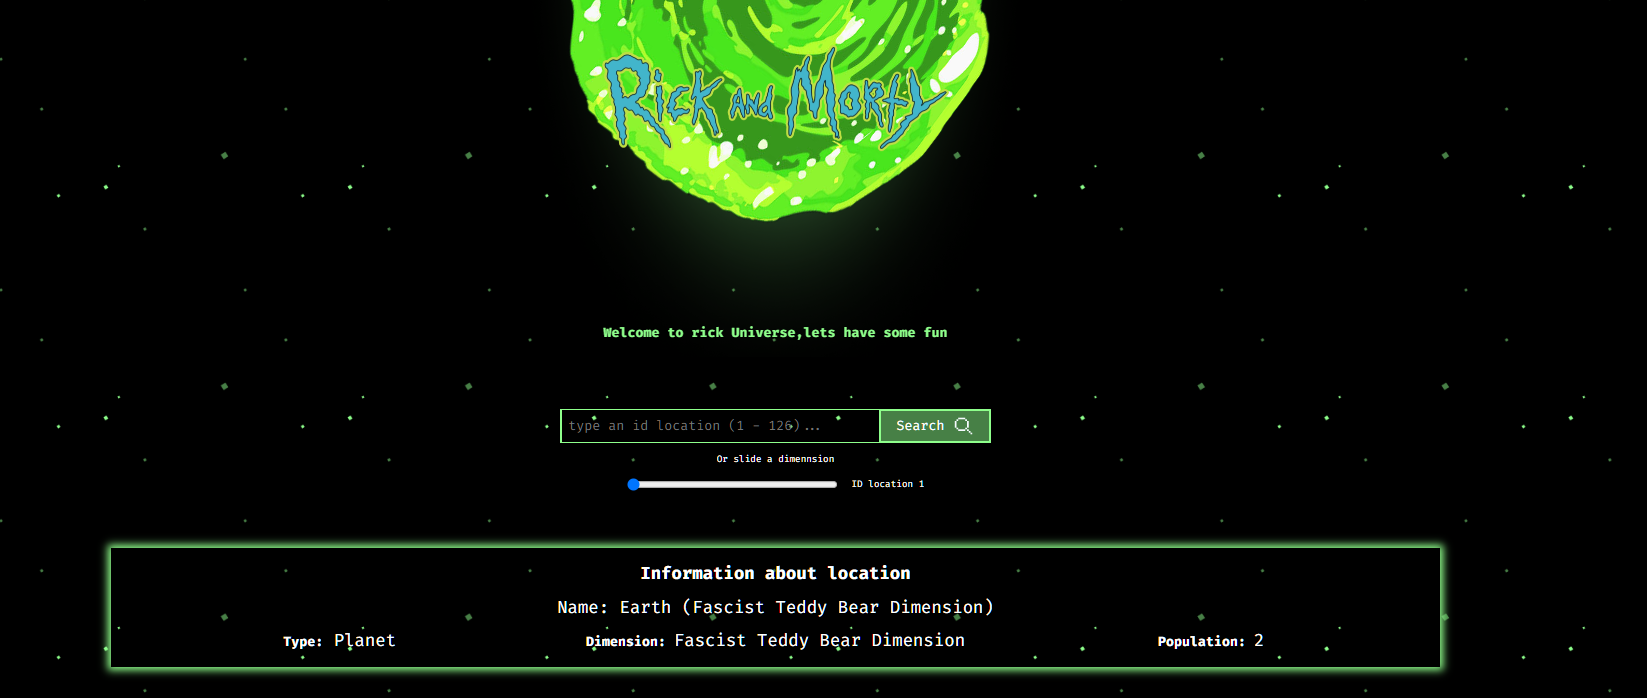 Rick and Morty
Welcome to rick Universe,lets have some fun
type an id location (1 - 126)...
Search
Or slide a dimennsion
ID location 1
Information about location
Name: Earth (Fascist Teddy Bear Dimension)
Type: Planet Dimension: Fascist Teddy Bear Dimension Population: 2